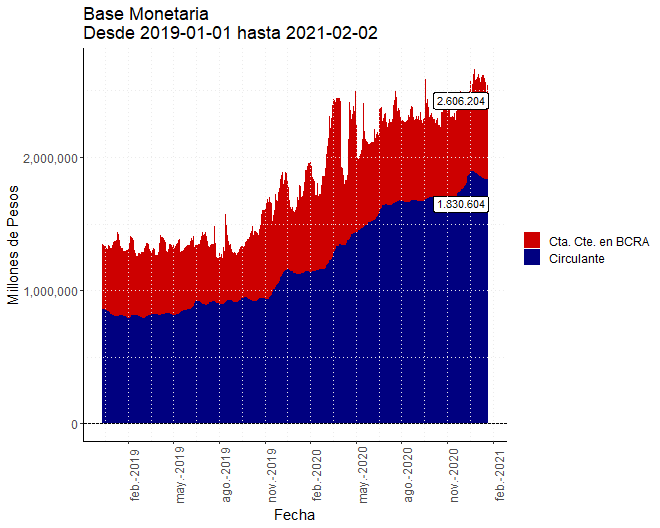 Base Monetaria
Desde 2019-01-01 hasta 2021-02-02
Millones de Pesos
2,000,000
1,000,000
0
2.606.204
1.830.604
Cta. Cte. en BCRA
Circulante
feb.-2019
may.-2019
ago.-2019
nov.-2019
feb.-2020
may.-2020
ago.-2020
nov.-2020
feb.-2021
Fecha